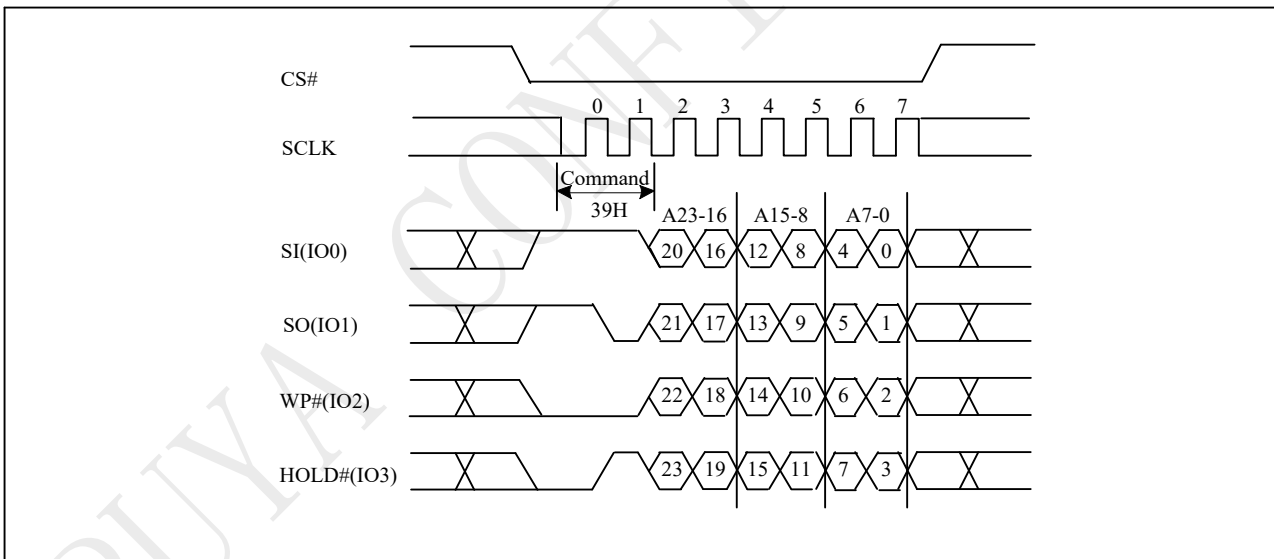 PUYA CONF
CS#
0 1 2 3 4 5 6 7
SCLK
Command
39H
A23-16 A15-8 A7-0
SI(IO0) 20 16 12 8 4 0
SO(IO1) 21 17 13 9 5 1
WP#(IO2) 22 18 14 10 6 2
HOLD#(IO3) 23 19 15 11 7 3